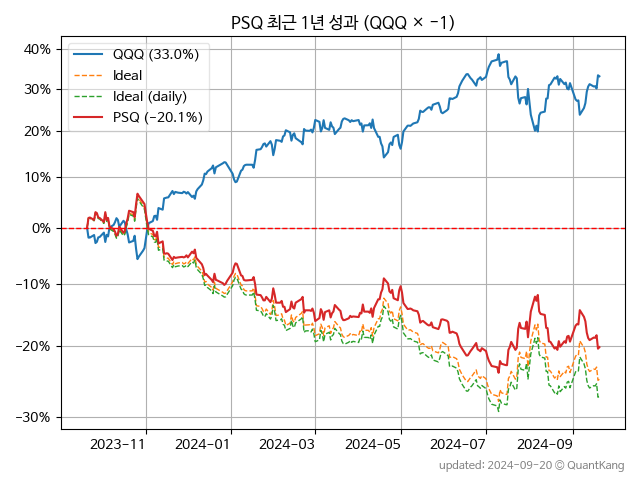 PSQ 최근 1년 성과 (QQQ × −1)
40%
30%
20%
10%
0%
−10%
−20%
−30%
QQQ (33.0%)
Ideal
Ideal (daily)
PSQ (−20.1%)
2023−11
2024−01
2024−03
2024−05
2024−07
2024−09
updated: 2024-09-20 © QuantKang